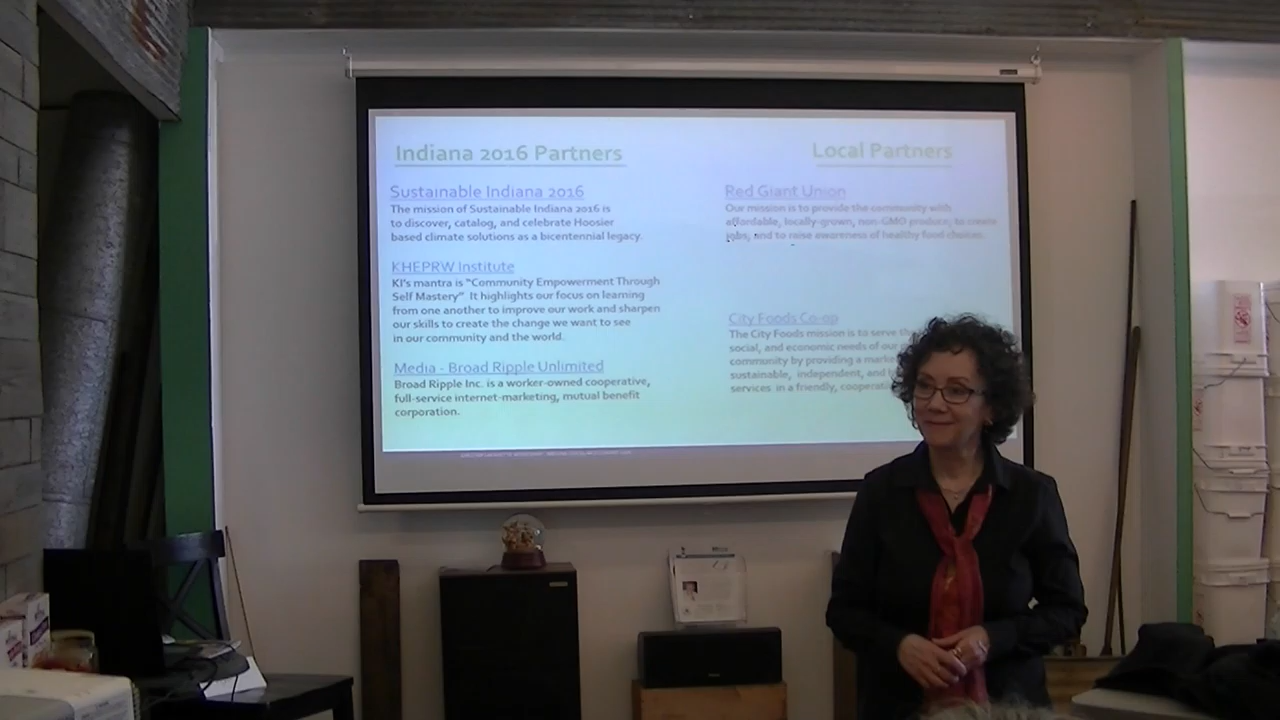 Indiana 2016 Partners
Sustainable Indiana 2016
The mission of Sustainable Indiana 2016 is
to discover, catalog, and celebrate Hoosier
based climate solutions as a bicentennial legacy.
KHEPRW Institute
KI's mantra is "Community Empowerment Through
Self Mastery" It highlights our focus on learning
from one another to improve our work and sharpen
our skills to create the change we want to see
in our community and the world.
Media - Broad Ripple Unlimited
Broad Ripple Inc. is a worker-owned cooperative,
full-service internet-marketing, mutual benefit
corporation.
Local Partners
Red Giant Union
Our mission is to provide the community with
affordable, locally-grown, non-GMO produce, to create
jobs, and to raise awareness of healthy food choices.
City Foods Co-op
The City Foods mission is to serve the
social, and economic needs of our
community by providing a
sustainable, independent, and
services in a friendly,